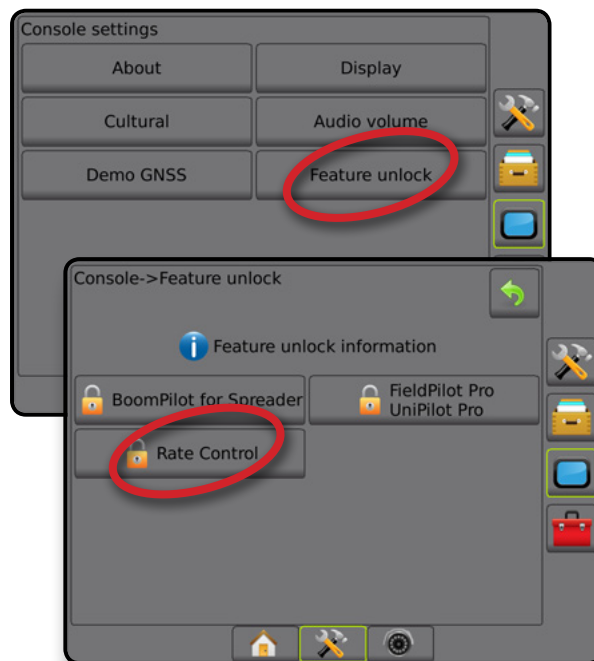 Console settings
About
Display
Cultural
Audio volume
Demo GNSS
Feature unlock
Console->Feature unlock
Feature unlock information
BoomPilot for Spreader
FieldPilot Pro
UniPilot Pro
Rate Control